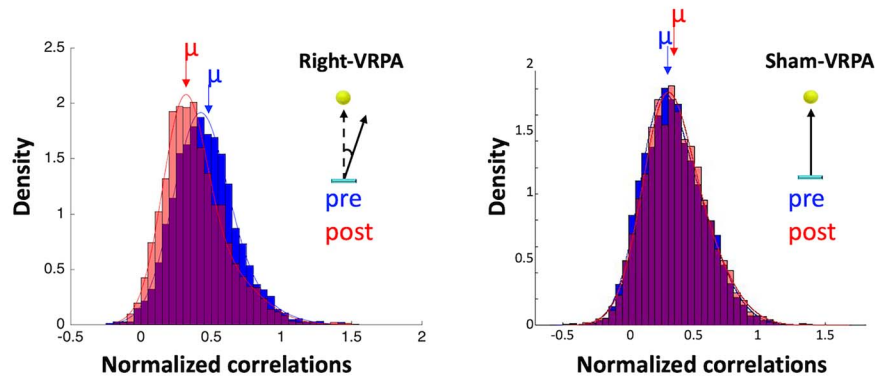 μ
μ
Right-VRPA
pre
post
Density
2.5
2
1.5
1
0.5
0
-0.5
0
0.5
1
1.5
2
Normalized correlations
μ
μ
Sham-VRPA
pre
post
Density
2
1.5
1
0.5
0
-0.5
0
0.5
1
1.5
Normalized correlations